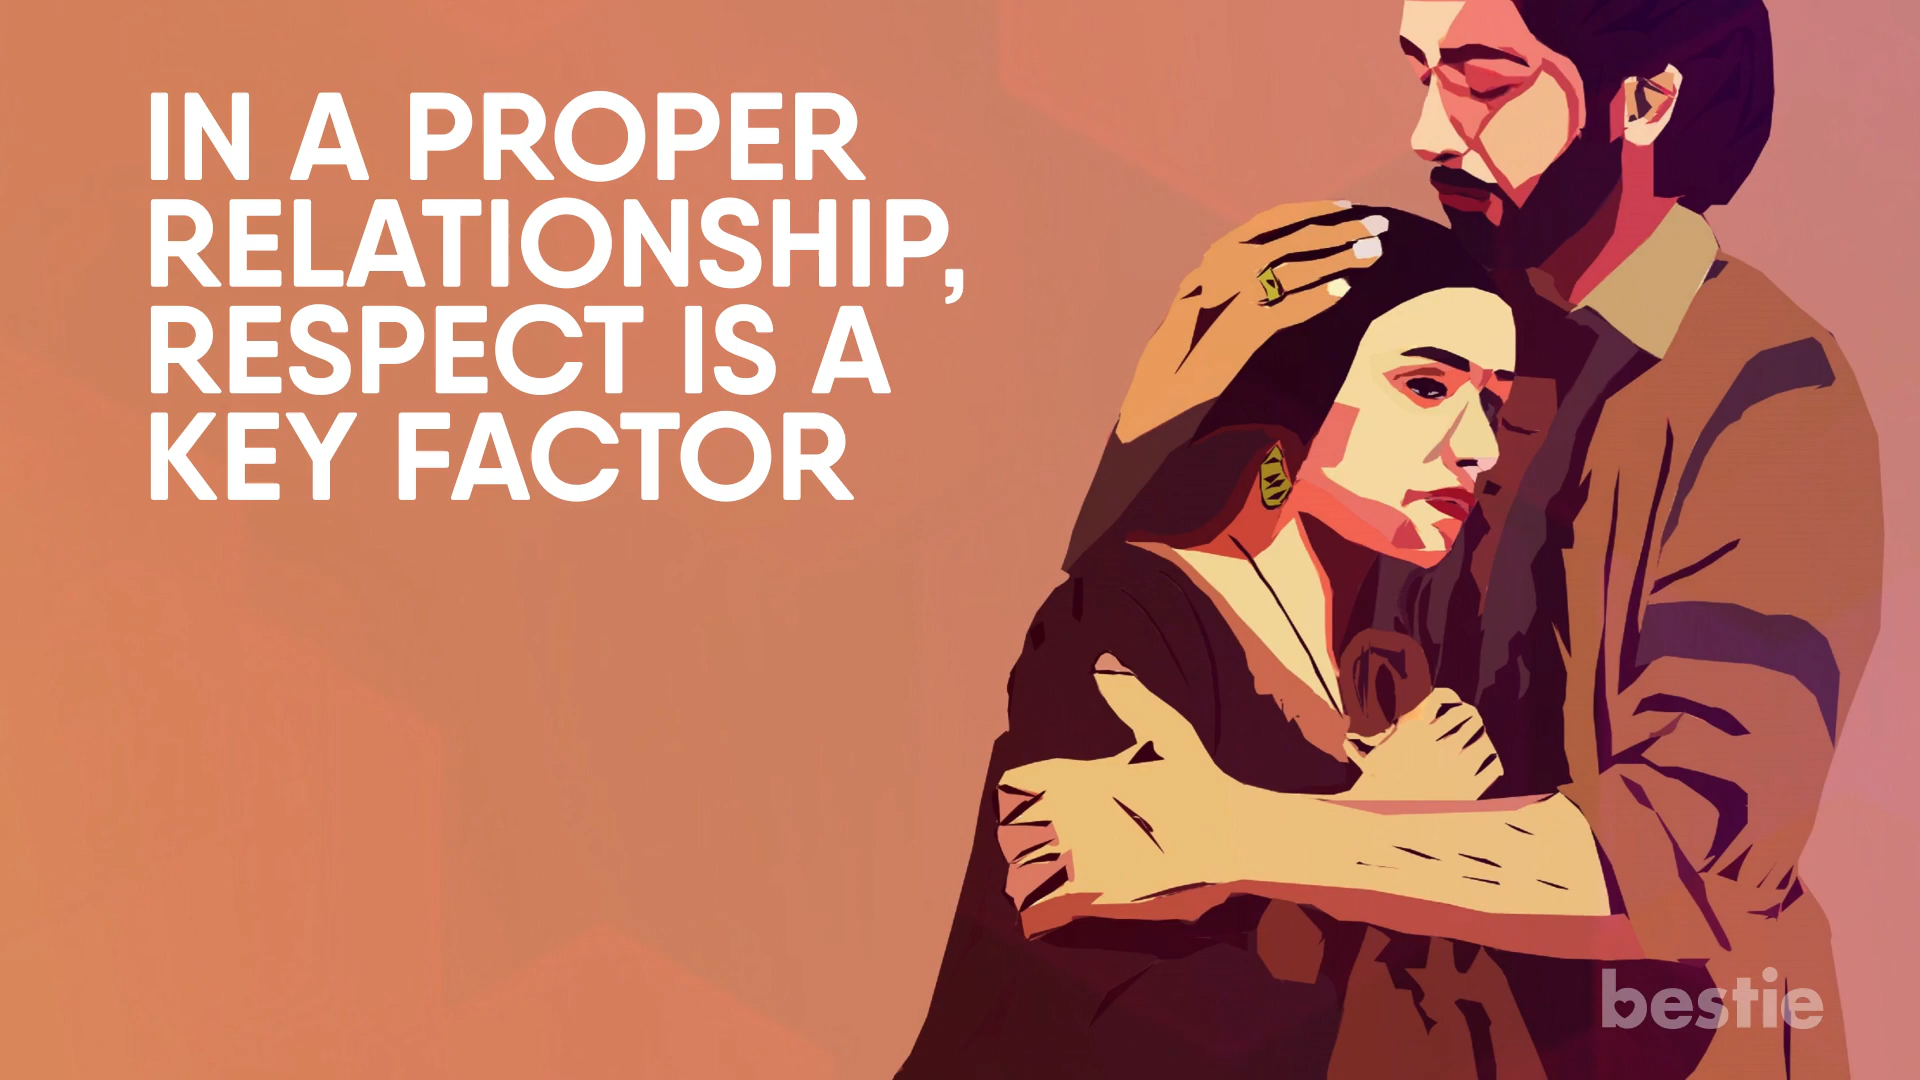 IN A PROPER
RELATIONSHIP,
RESPECT IS A
KEY FACTOR
bestie